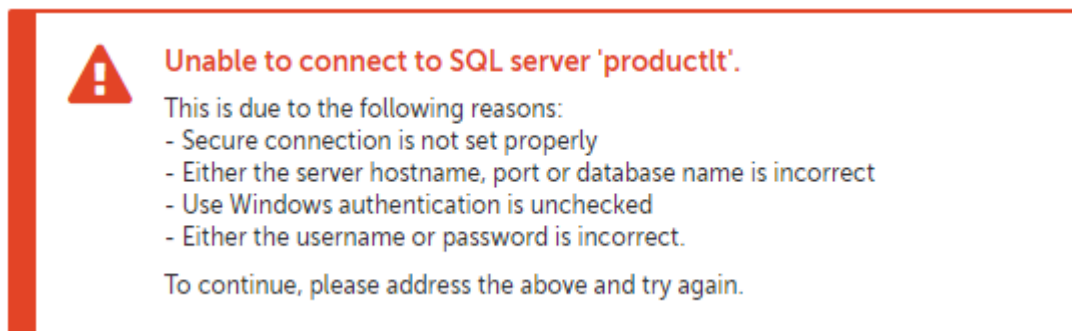 Unable to connect to SQL server 'productlt'.
This is due to the following reasons:
- Secure connection is not set properly
- Either the server hostname, port or database name is incorrect
- Use Windows authentication is unchecked
- Either the username or password is incorrect.
To continue, please address the above and try again.